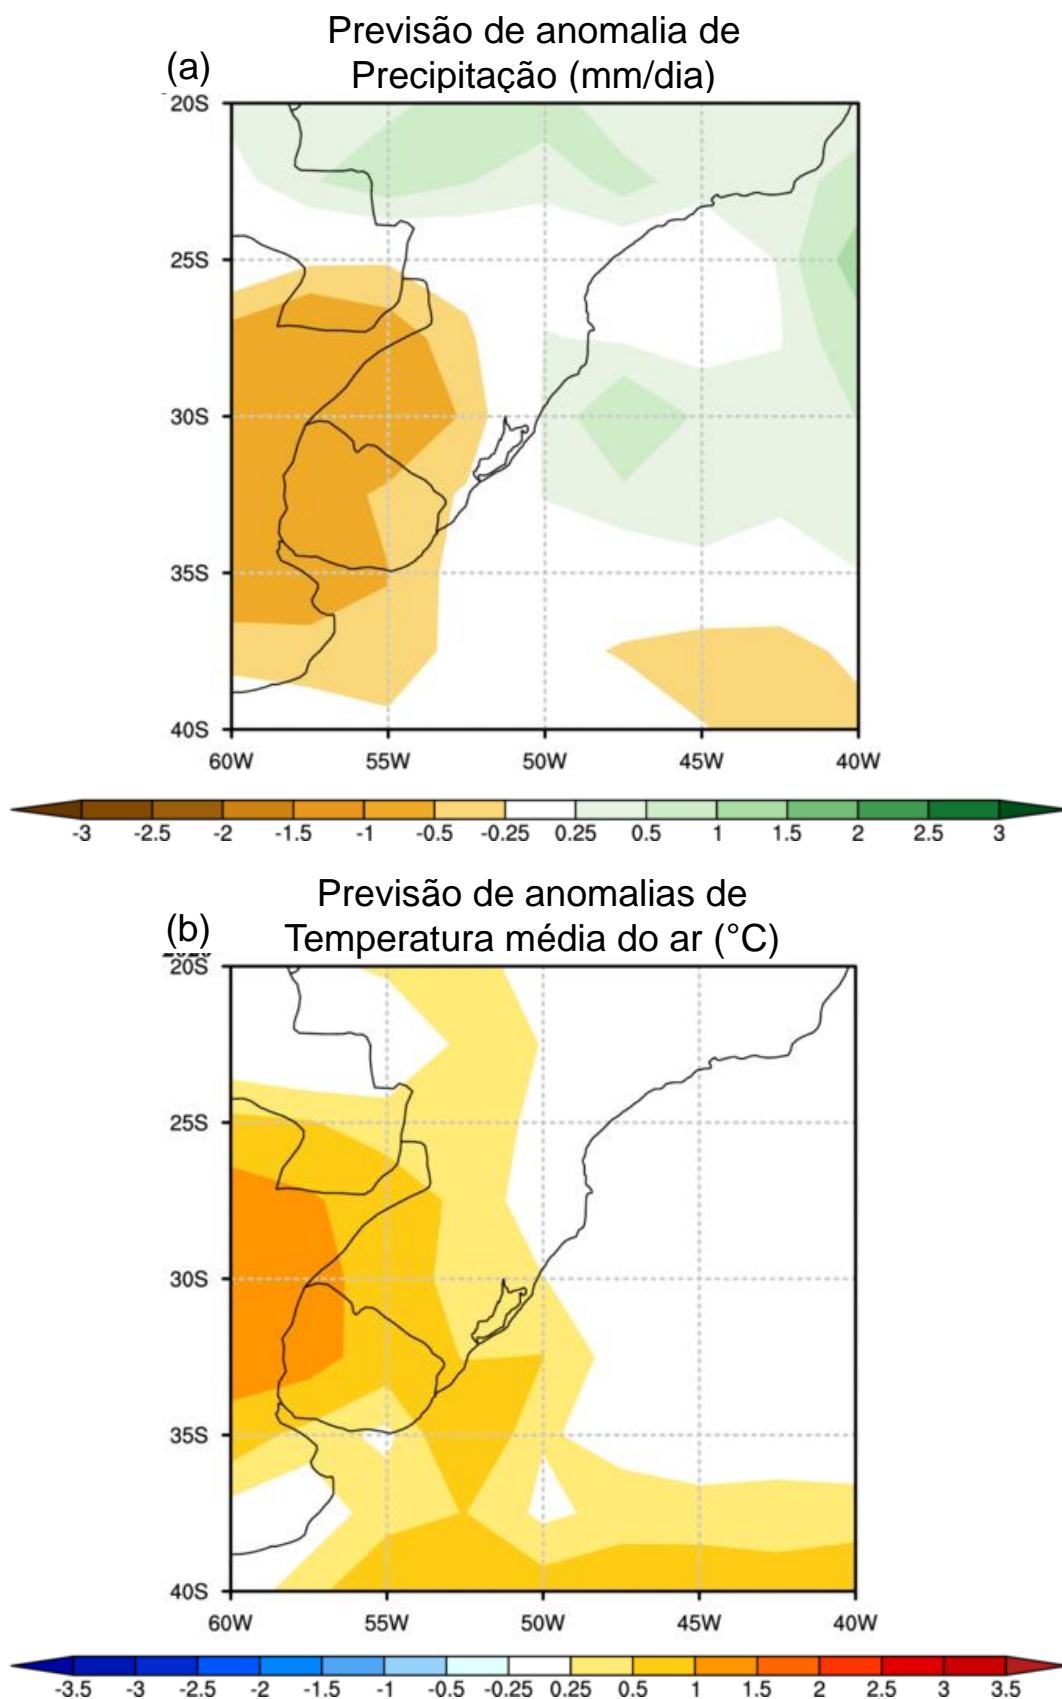 Previsão de anomalia de
(a)
Precipitação (mm/dia)
20S
25S
30S
35S
40S
60W 55W 50W 45W 40W
-3 -2.5 -2 -1.5 -1 -0.5 -0.25 0.25 0.5 1 1.5 2 2.5 3
Previsão de anomalias de
(b)
Temperatura média do ar (°C)
20S
25S
30S
35S
40S
60W 55W 50W 45W 40W
-3.5 -3 -2.5 -2 -1.5 -1 -0.5 -0.25 0.25 0.5 1 1.5 2 2.5 3 3.5